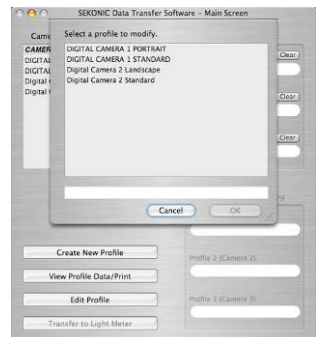 SEKONIC Data Transfer Software – Main Screen
Came
Select a profile to modify.
CAMER
DIGITAL CAMERA 1 PORTRAIT
Clear
DIGITA
DIGITAL CAMERA 1 STANDARD
DIGITAL
Digital Camera 2 Landscape
Digital
Digital Camera 2 Standard
Digital
Clear
Clear
Cancel
OK
Create New Profile
Profile 2 (Camera 2)
View Profile Data/Print
Edit Profile
Profile 3 (Camera 3)
Transfer to Light Meter